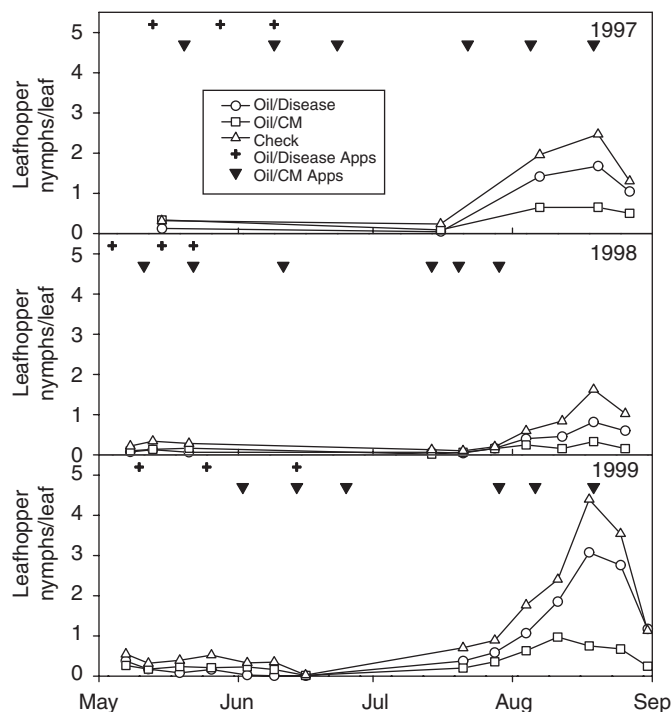 5
4
3
2
1
0
Leafhopper
nymphs/leaf
1997
Oil/Disease
Oil/CM
Check
Oil/Disease Apps
Oil/CM Apps
5
4
3
2
1
0
Leafhopper
nymphs/leaf
1998
5
4
3
2
1
0
Leafhopper
nymphs/leaf
1999
May
Jun
Jul
Aug
Sep